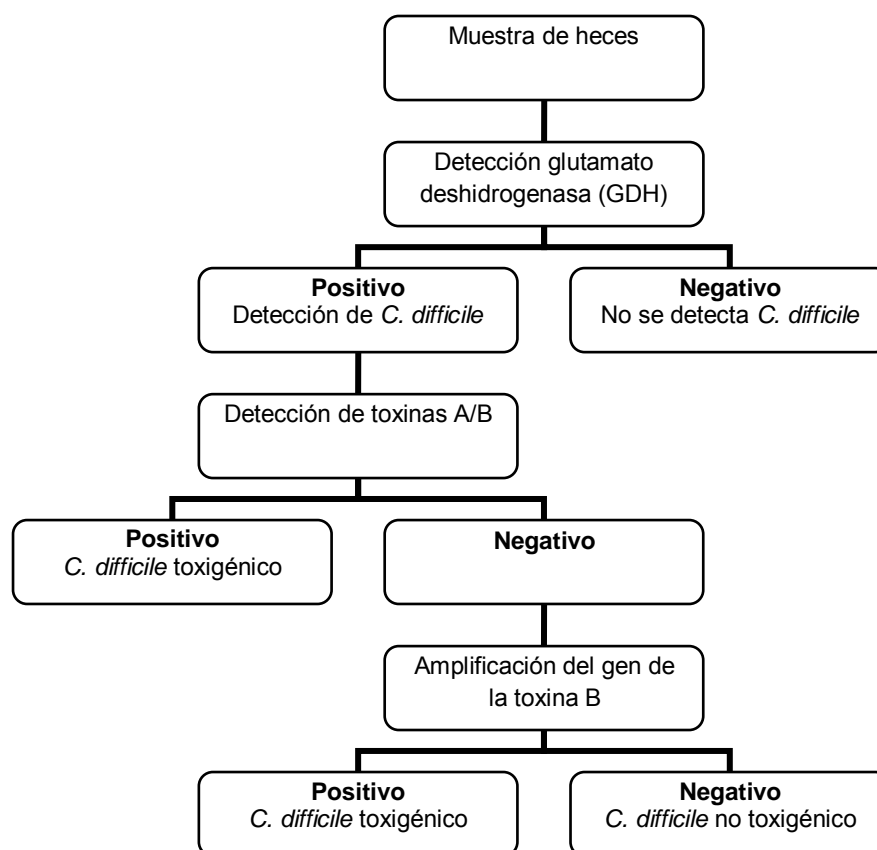 Muestra de heces
Detección glutamato
deshidrogenasa (GDH)
Positivo
Detección de C. difficile
Negativo
No se detecta C. difficile
Detección de toxinas A/B
Positivo
C. difficile toxigénico
Negativo
Amplificación del gen de
la toxina B
Positivo
C. difficile toxigénico
Negativo
C. difficile no toxigénico